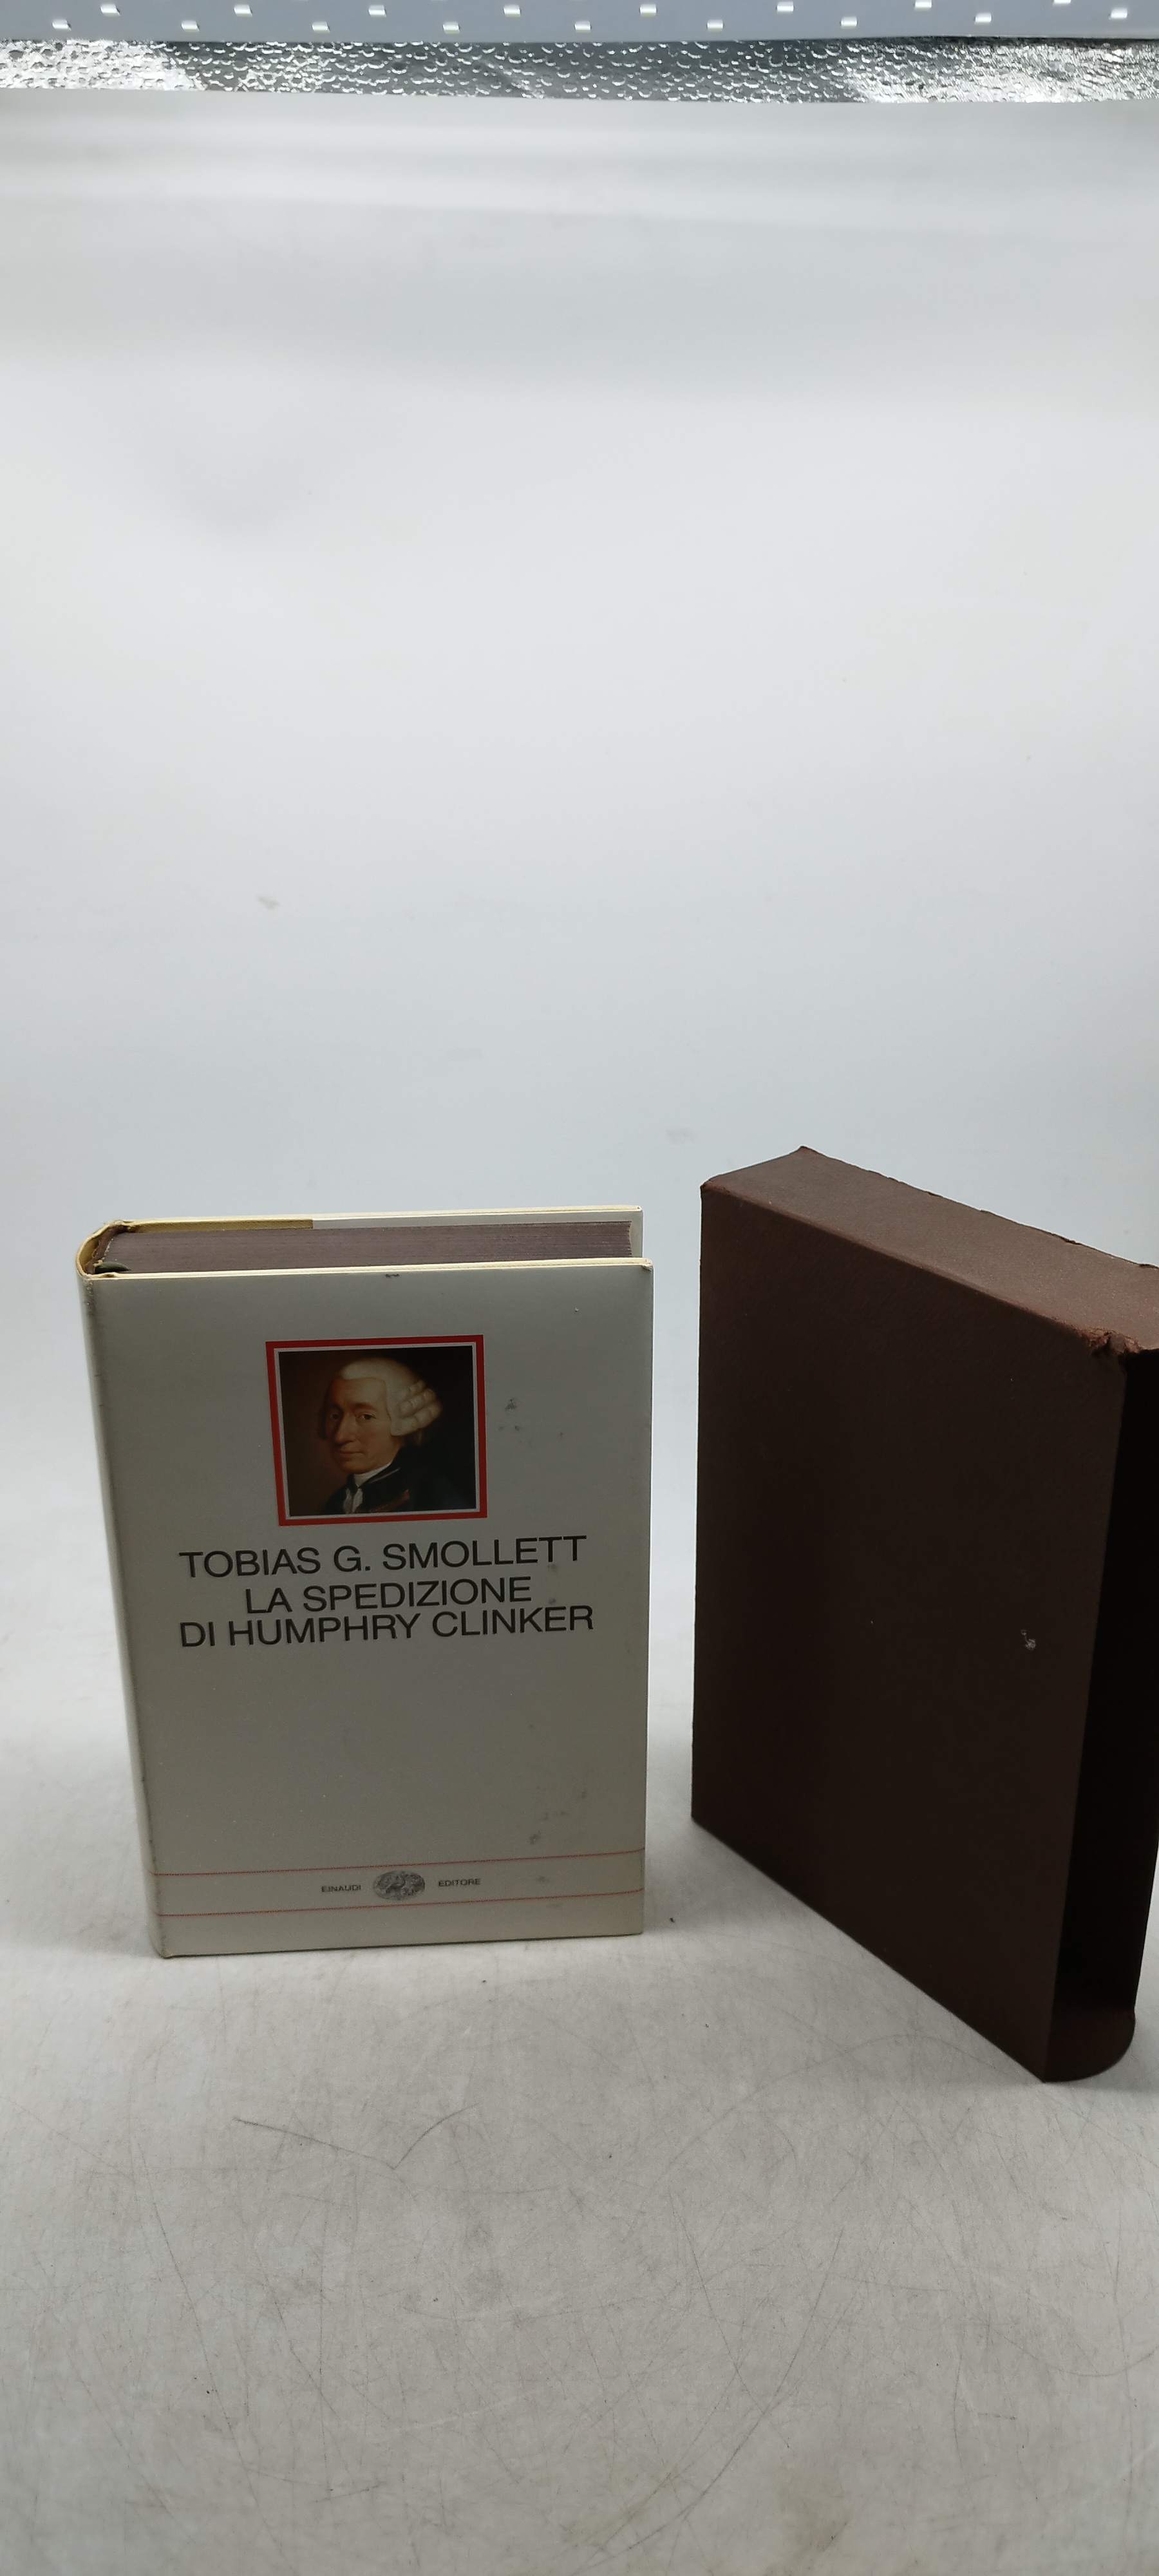 TOBIAS G. SMOLLETT
LA SPEDIZIONE
DI HUMPHRY CLINKER
EINAUDI EDITORE